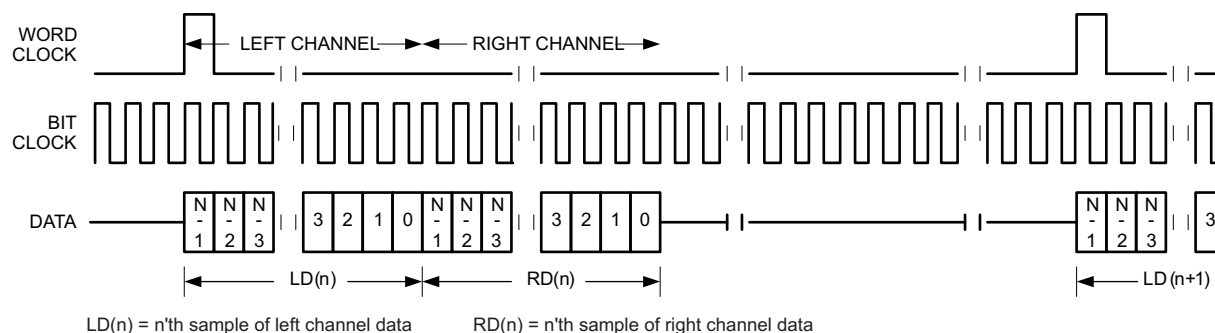 WORD
CLOCK
LEFT CHANNEL
RIGHT CHANNEL
BIT
CLOCK
DATA
N-1 N-2 N-3 3 2 1 0 N-1 N-2 N-3 3 2 1 0 N-1 N-2 N-3 3
LD(n) RD(n) LD (n+1)
LD(n) = n'th sample of left channel data RD(n) = n'th sample of right channel data